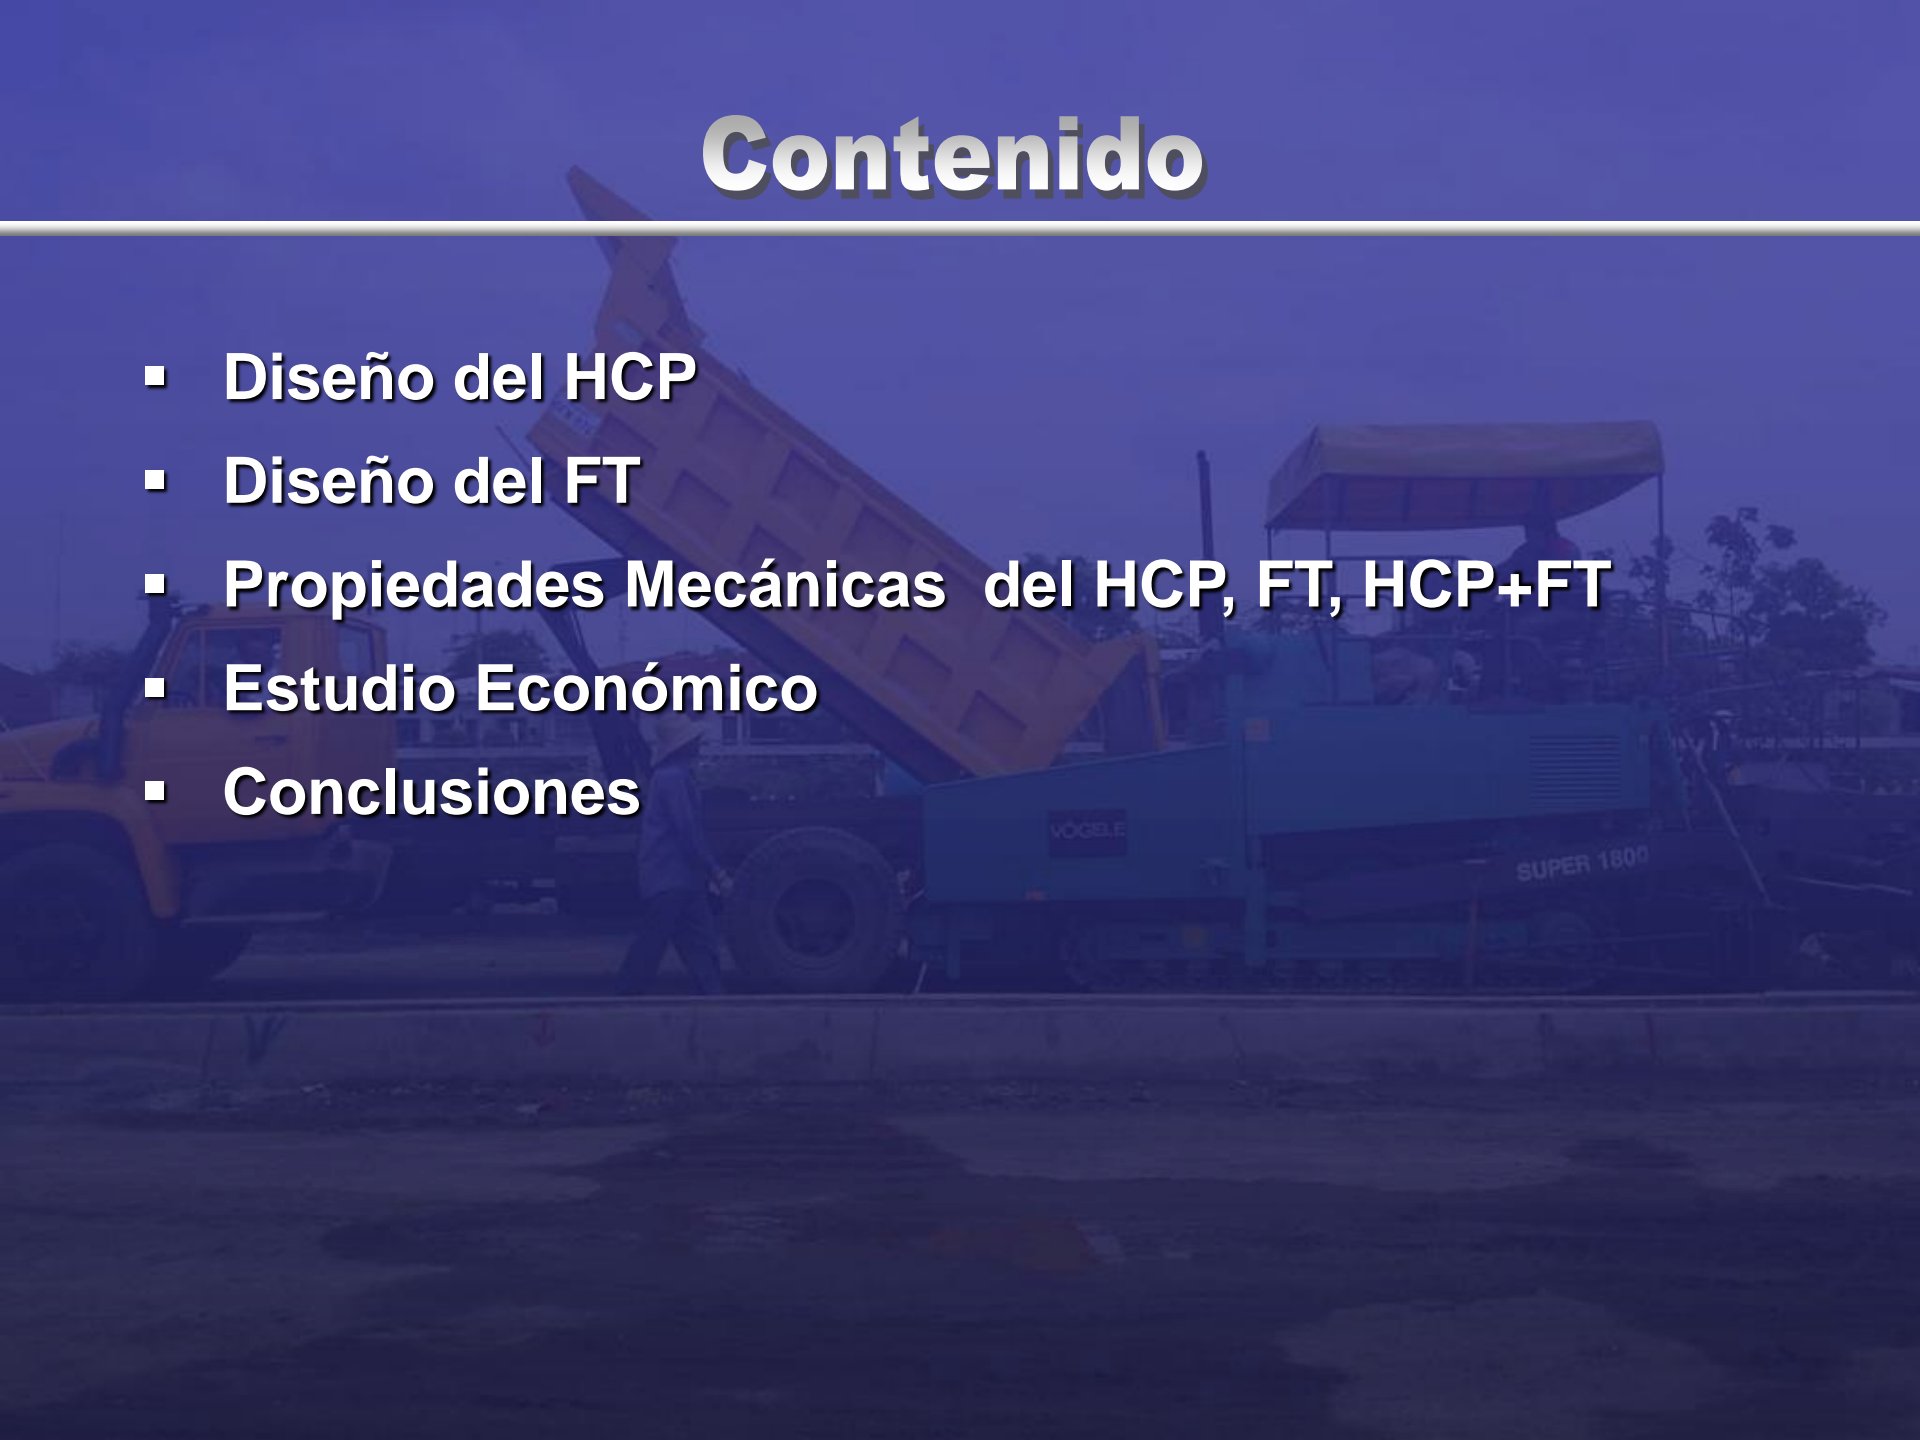 Contenido
▪ Diseño del HCP
▪ Diseño del FT
▪ Propiedades Mecánicas  del HCP, FT, HCP+FT
▪ Estudio Económico
▪ Conclusiones
VÖGELE
SUPER 1800